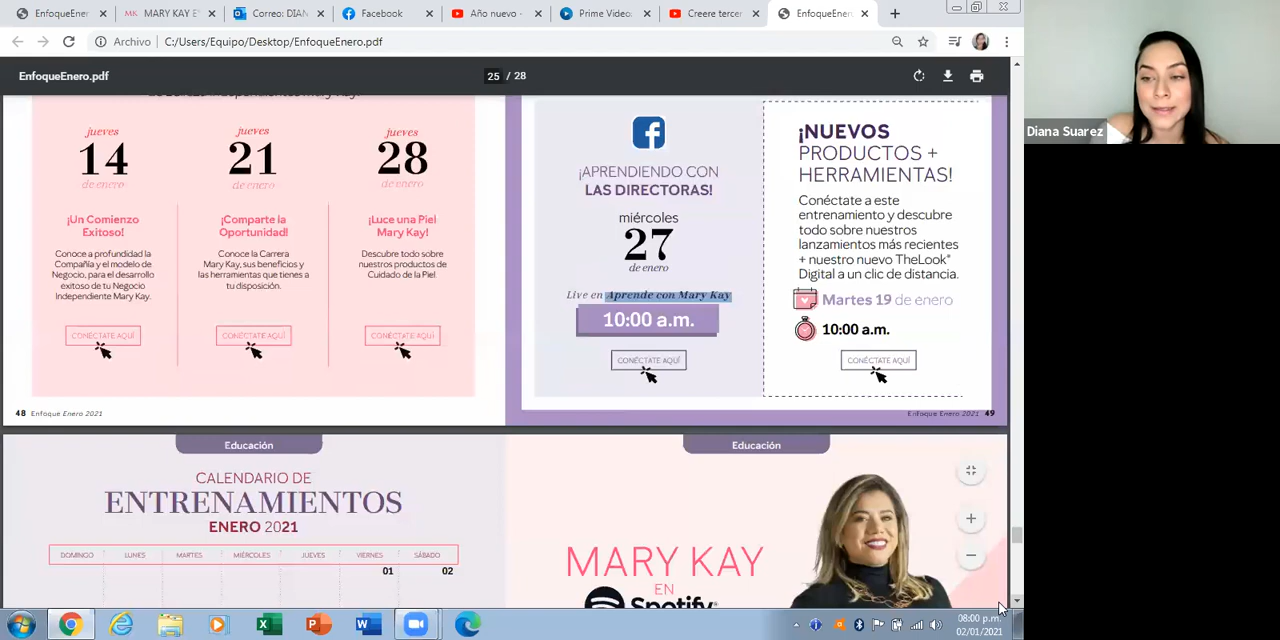 EnfoqueEner
MARY KAY E
Correo: DIAN
Facebook
Año nuevo -
Prime Video:
Creere tercer
EnfoqueEner
Archivo
C:/Users/Equipo/Desktop/EnfoqueEnero.pdf
EnfoqueEnero.pdf
25 / 28
de Belleza Independientes Mary Kay.
jueves
14
de enero
¡Un Comienzo
Exitoso!
Conoce a profundidad la
Compañía y el modelo de
Negocio, para el desarrollo
exitoso de tu Negocio
Independiente Mary Kay.
CONÉCTATE AQUÍ
jueves
21
de enero
¡Comparte la
Oportunidad!
Conoce la Carrera
Mary Kay, sus beneficios y
las herramientas que tienes a
tu disposición.
CONÉCTATE AQUÍ
jueves
28
de enero
¡Luce una Piel
Mary Kay!
Descubre todo sobre
nuestros productos de
Cuidado de la Piel
CONÉCTATE AQUÍ
48 Enfoque Enero 2021
f
¡APRENDIENDO CON
LAS DIRECTORAS!
miércoles
27
de enero
Live en Aprende con Mary Kay
10:00 a.m.
CONÉCTATE AQUÍ
¡NUEVOS
PRODUCTOS +
HERRAMIENTAS!
Conéctate a este
entrenamiento y descubre
todo sobre nuestros
lanzamientos más recientes
+ nuestro nuevo TheLook®
Digital a un clic de distancia.
Martes 19 de enero
10:00 a.m.
CONÉCTATE AQUÍ
Enfoque Enero 2021 49
Educación
CALENDARIO DE
ENTRENAMIENTOS
ENERO 2021
DOMINGO LUNES MARTES MIÉRCOLES JUEVES VIERNES SÁBADO
01 02
Educación
MARY KAY
EN
Spotify®
Diana Suarez
08:00 p.m.
02/01/2021